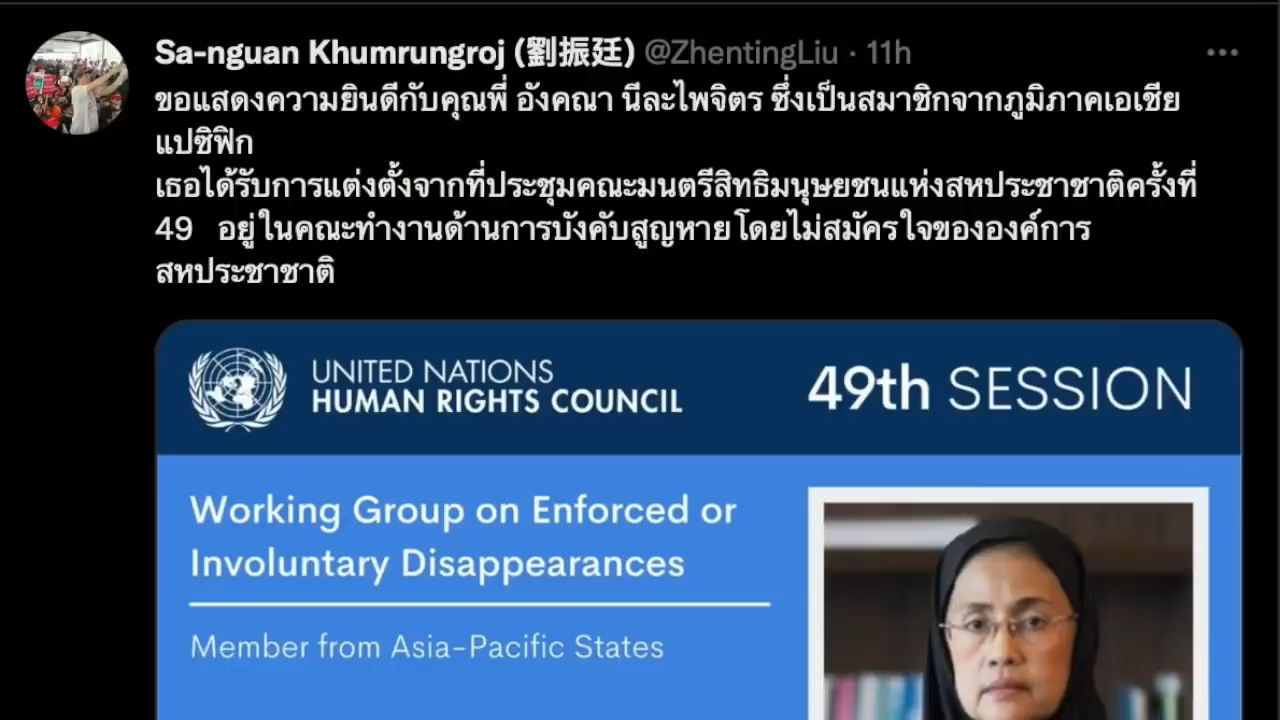 Sa-nguan Khumrungroj (劉振廷) @ZhentingLiu · 11h
ขอแสดงความยินดีกับคุณพี่ อังคณา นีละไพจิตร ซึ่งเป็นสมาชิกจากภูมิภาคเอเชีย
แปซิฟิก
เธอได้รับการแต่งตั้งจากที่ประชุมคณะมนตรีสิทธิมนุษยชนแห่งสหประชาชาติครั้งที่
49 อยู่ในคณะทำงานด้านการบังคับสูญหายโดยไม่สมัครใจขององค์การ
สหประชาชาติ
UNITED NATIONS
HUMAN RIGHTS COUNCIL
49th SESSION
Working Group on Enforced or
Involuntary Disappearances
Member from Asia-Pacific States